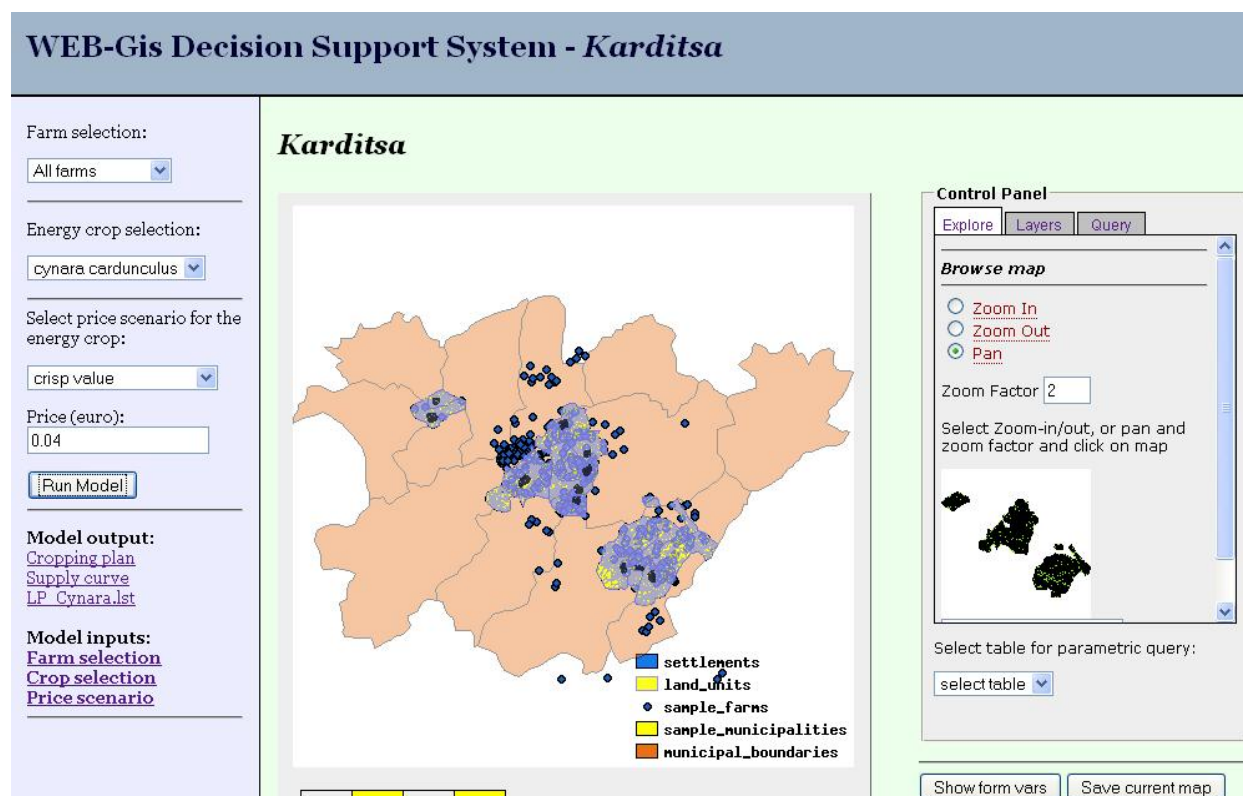 WEB-Gis Decision Support System - Karditsa
Farm selection:
All farms
Energy crop selection:
cynara cardunculus
Select price scenario for the
energy crop:
crisp value
Price (euro):
0.04
Run Model
Model output:
Cropping plan
Supply curve
LP_Cynara.lst
Model inputs:
Farm selection
Crop selection
Price scenario
Karditsa
settlements
land_units
sample_farms
sample_municipalities
municipal_boundaries
Control Panel
Explore Layers Query
Browse map
Zoom In
Zoom Out
Pan
Zoom Factor 2
Select Zoom-in/out, or pan and
zoom factor and click on map
Select table for parametric query:
select table
Show form vars Save current map